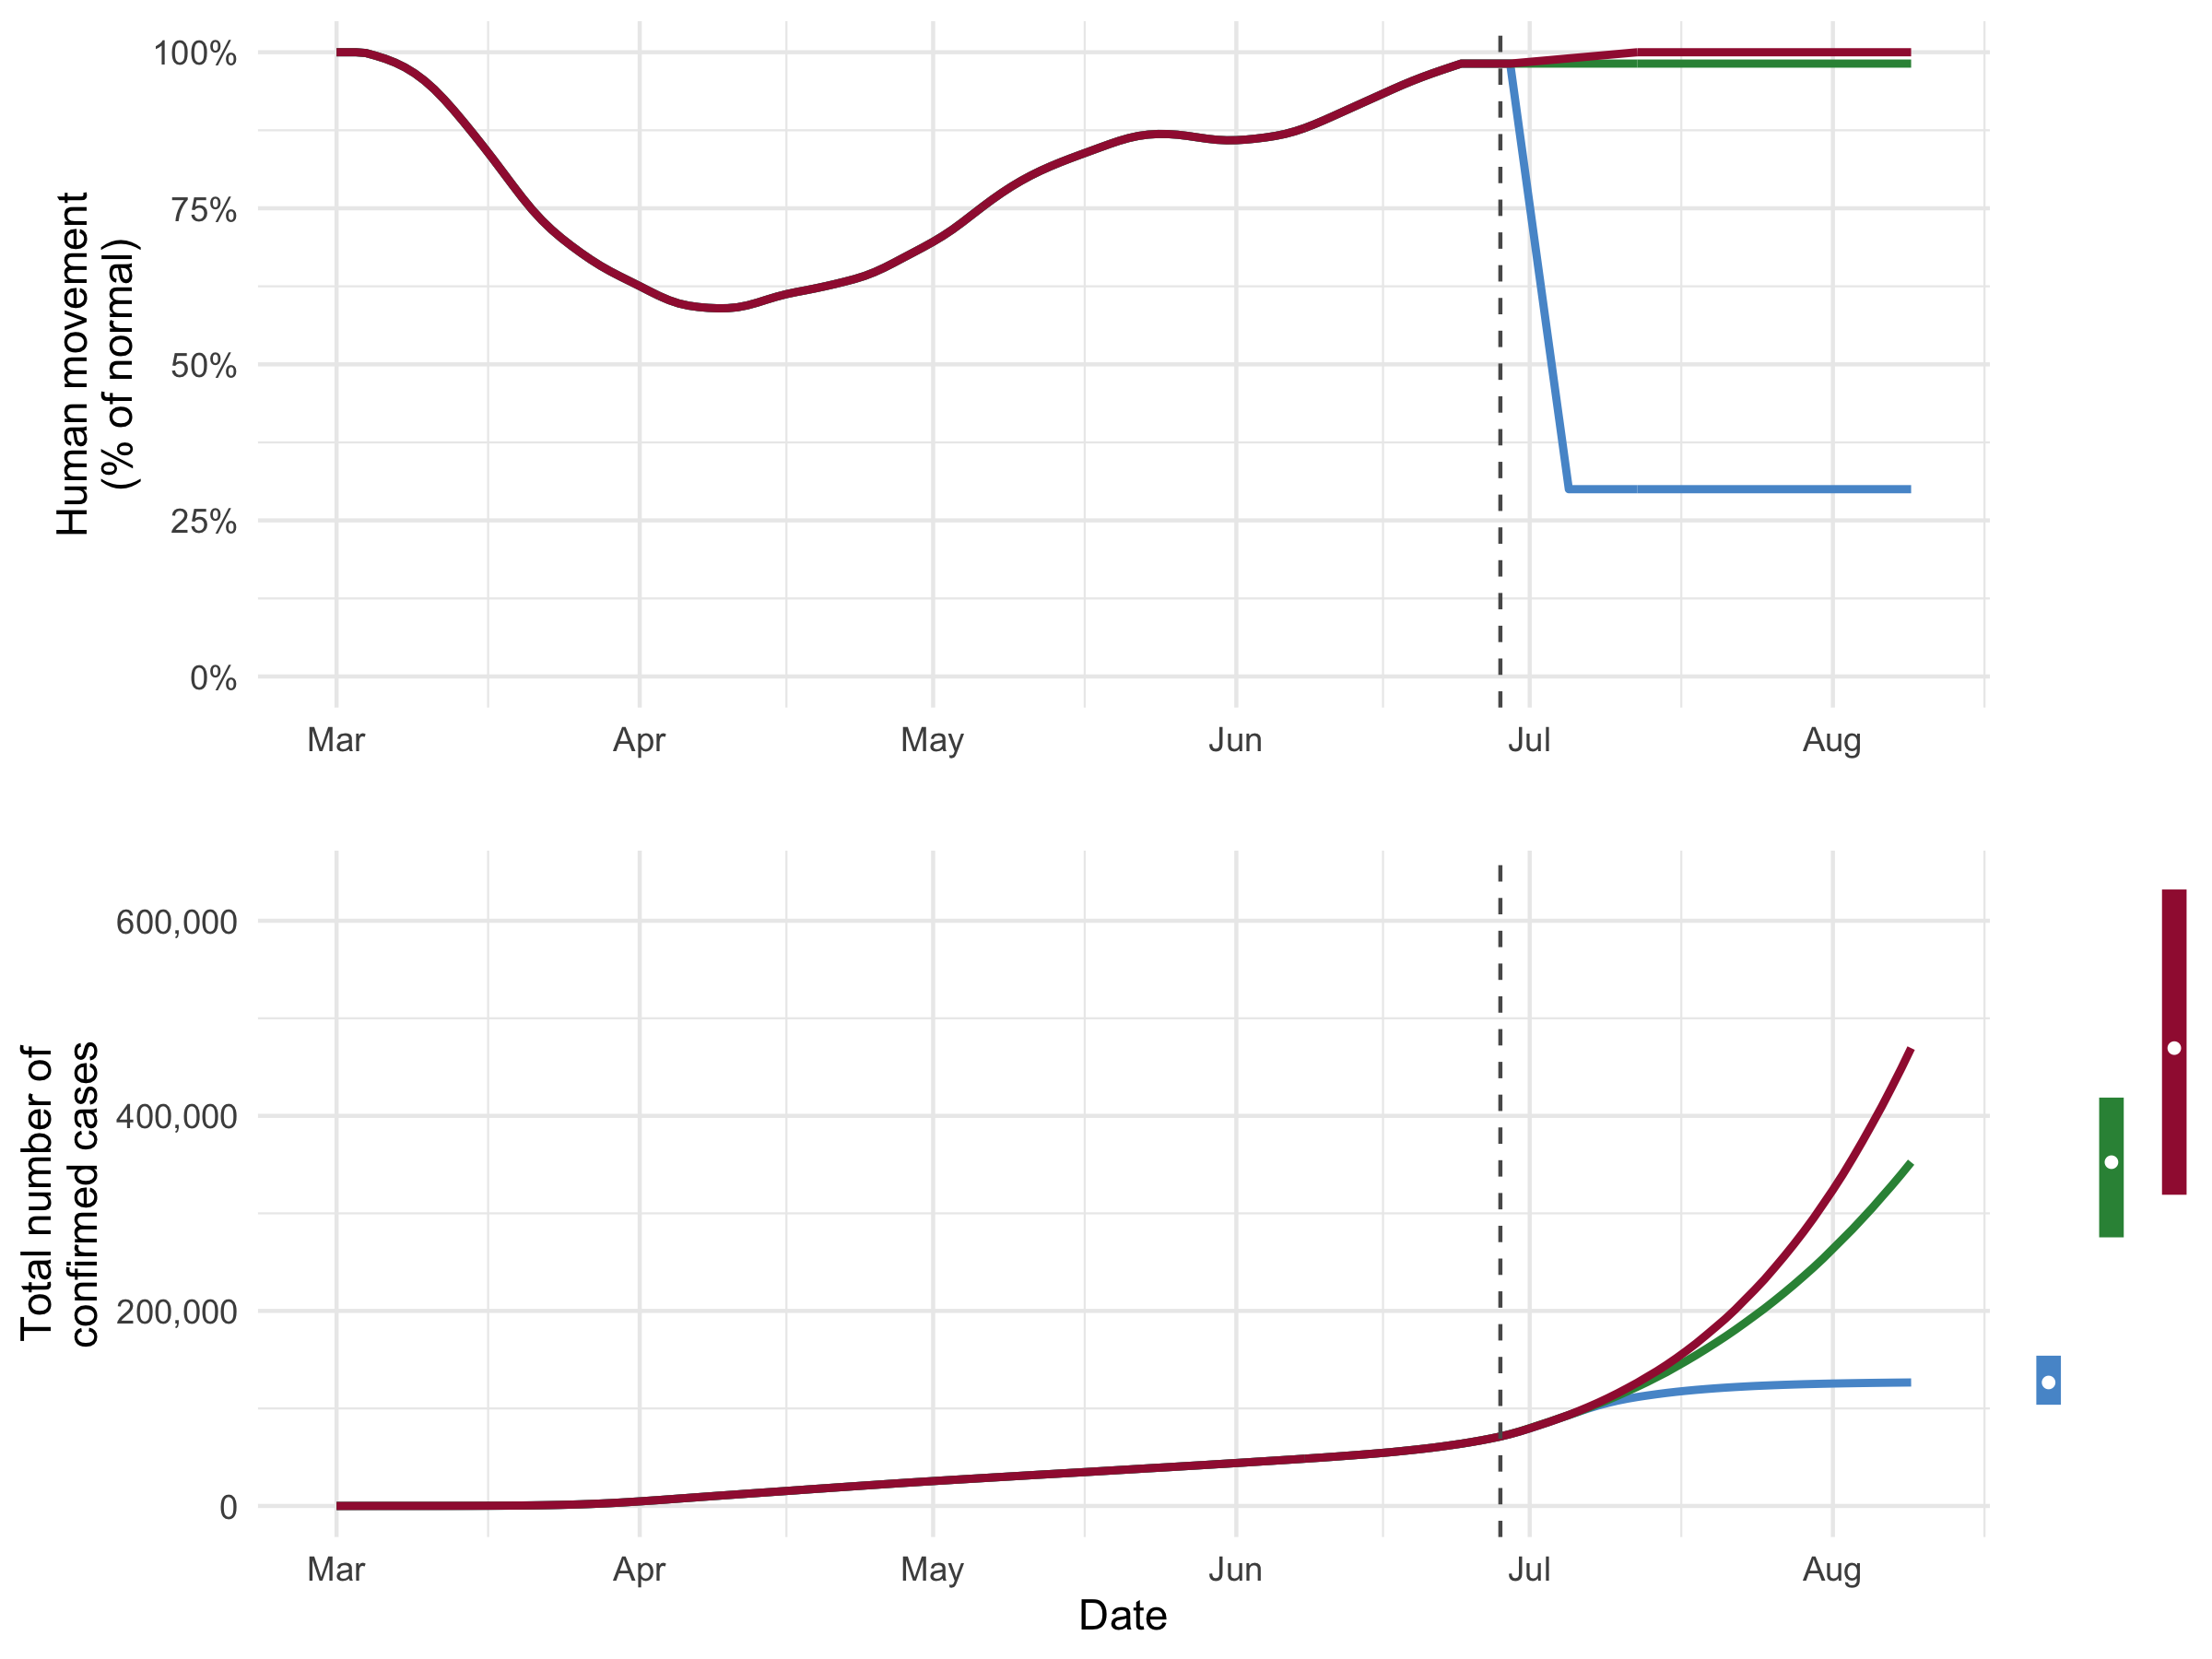 Human movement
(% of normal)
100%
75%
50%
25%
0%
Mar Apr May Jun Jul Aug
Total number of
confirmed cases
600,000
400,000
200,000
0
Mar Apr May Jun Jul Aug
Date